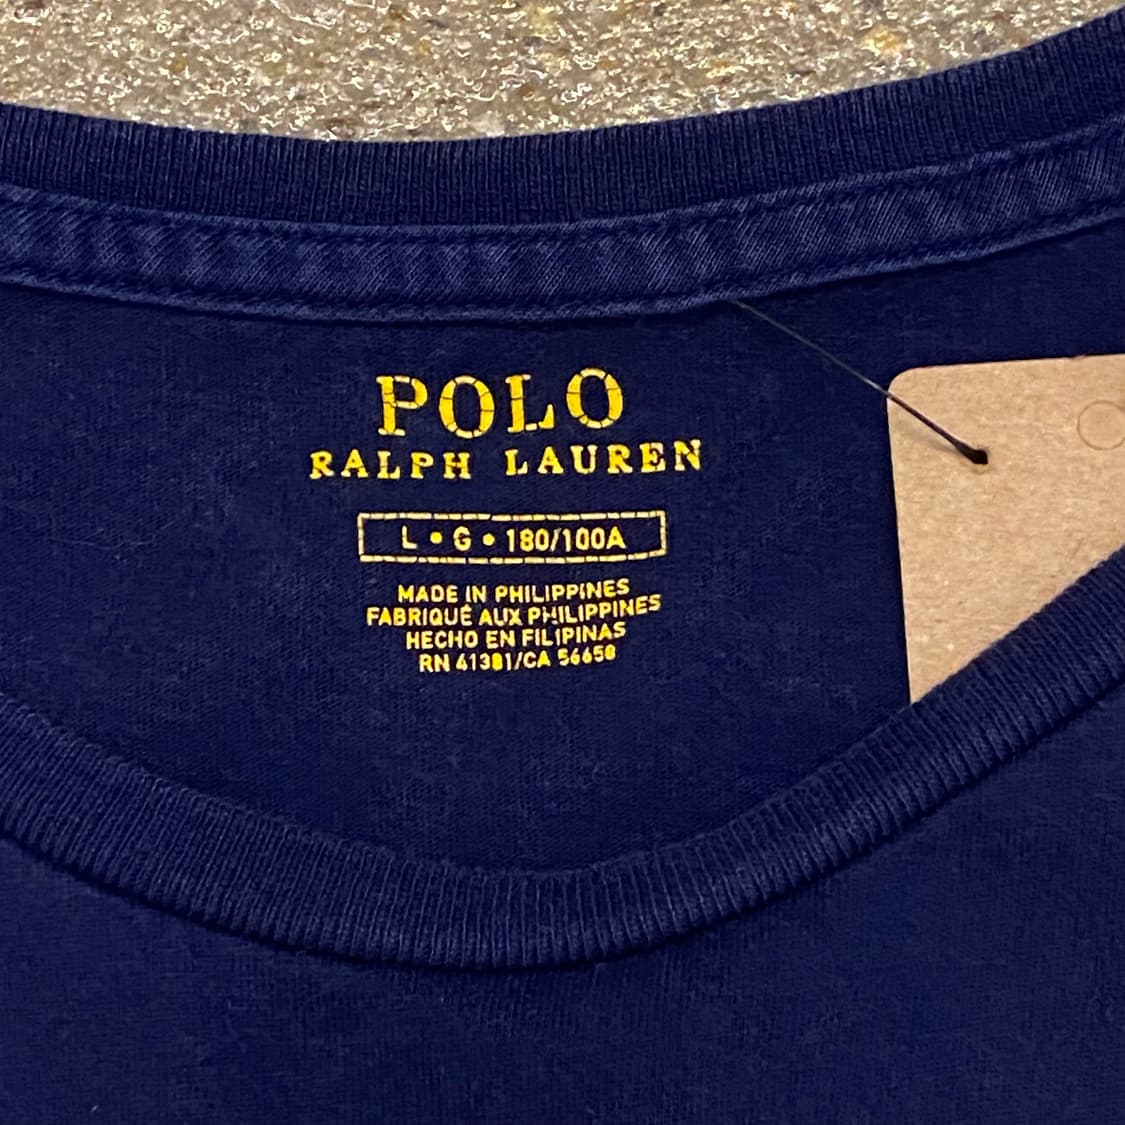 POLO
RALPH LAUREN
L • G • 180/100A
MADE IN PHILIPPINES
FABRIQUÉ AUX PHILIPPINES
HECHO EN FILIPINAS
RN 41381/CA 56658